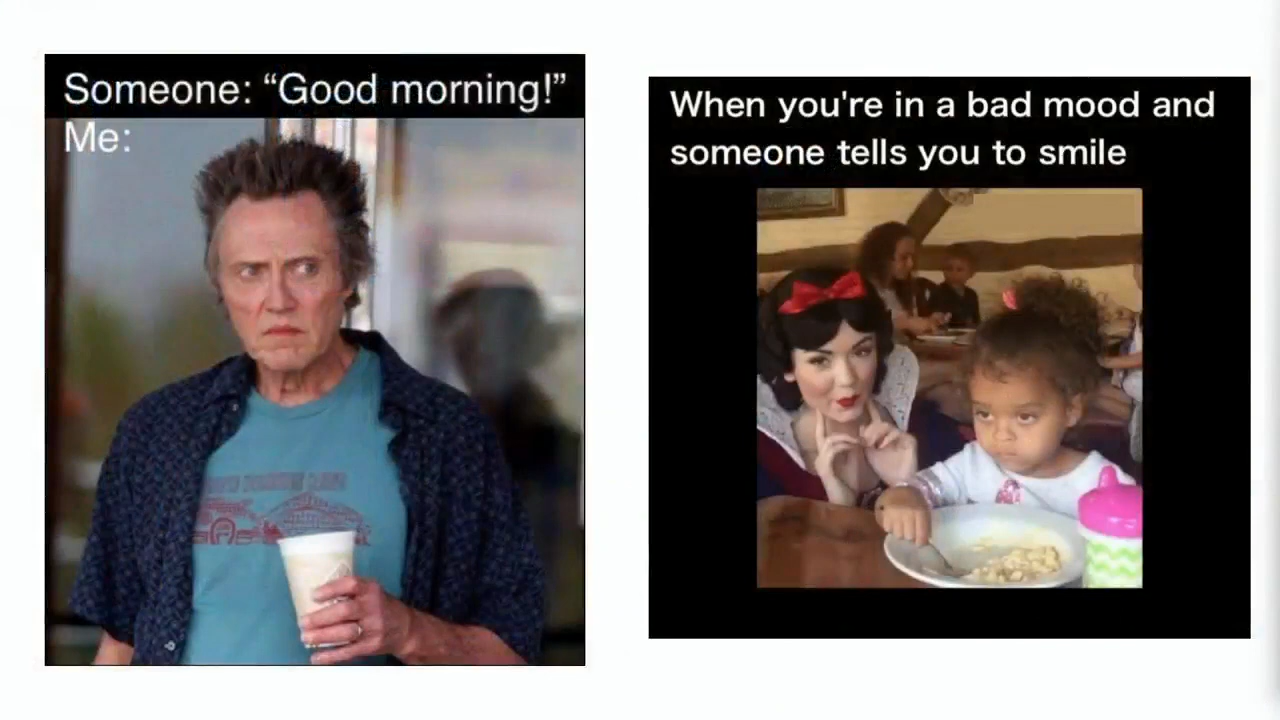 Someone: “Good morning!”
Me:
When you're in a bad mood and
someone tells you to smile